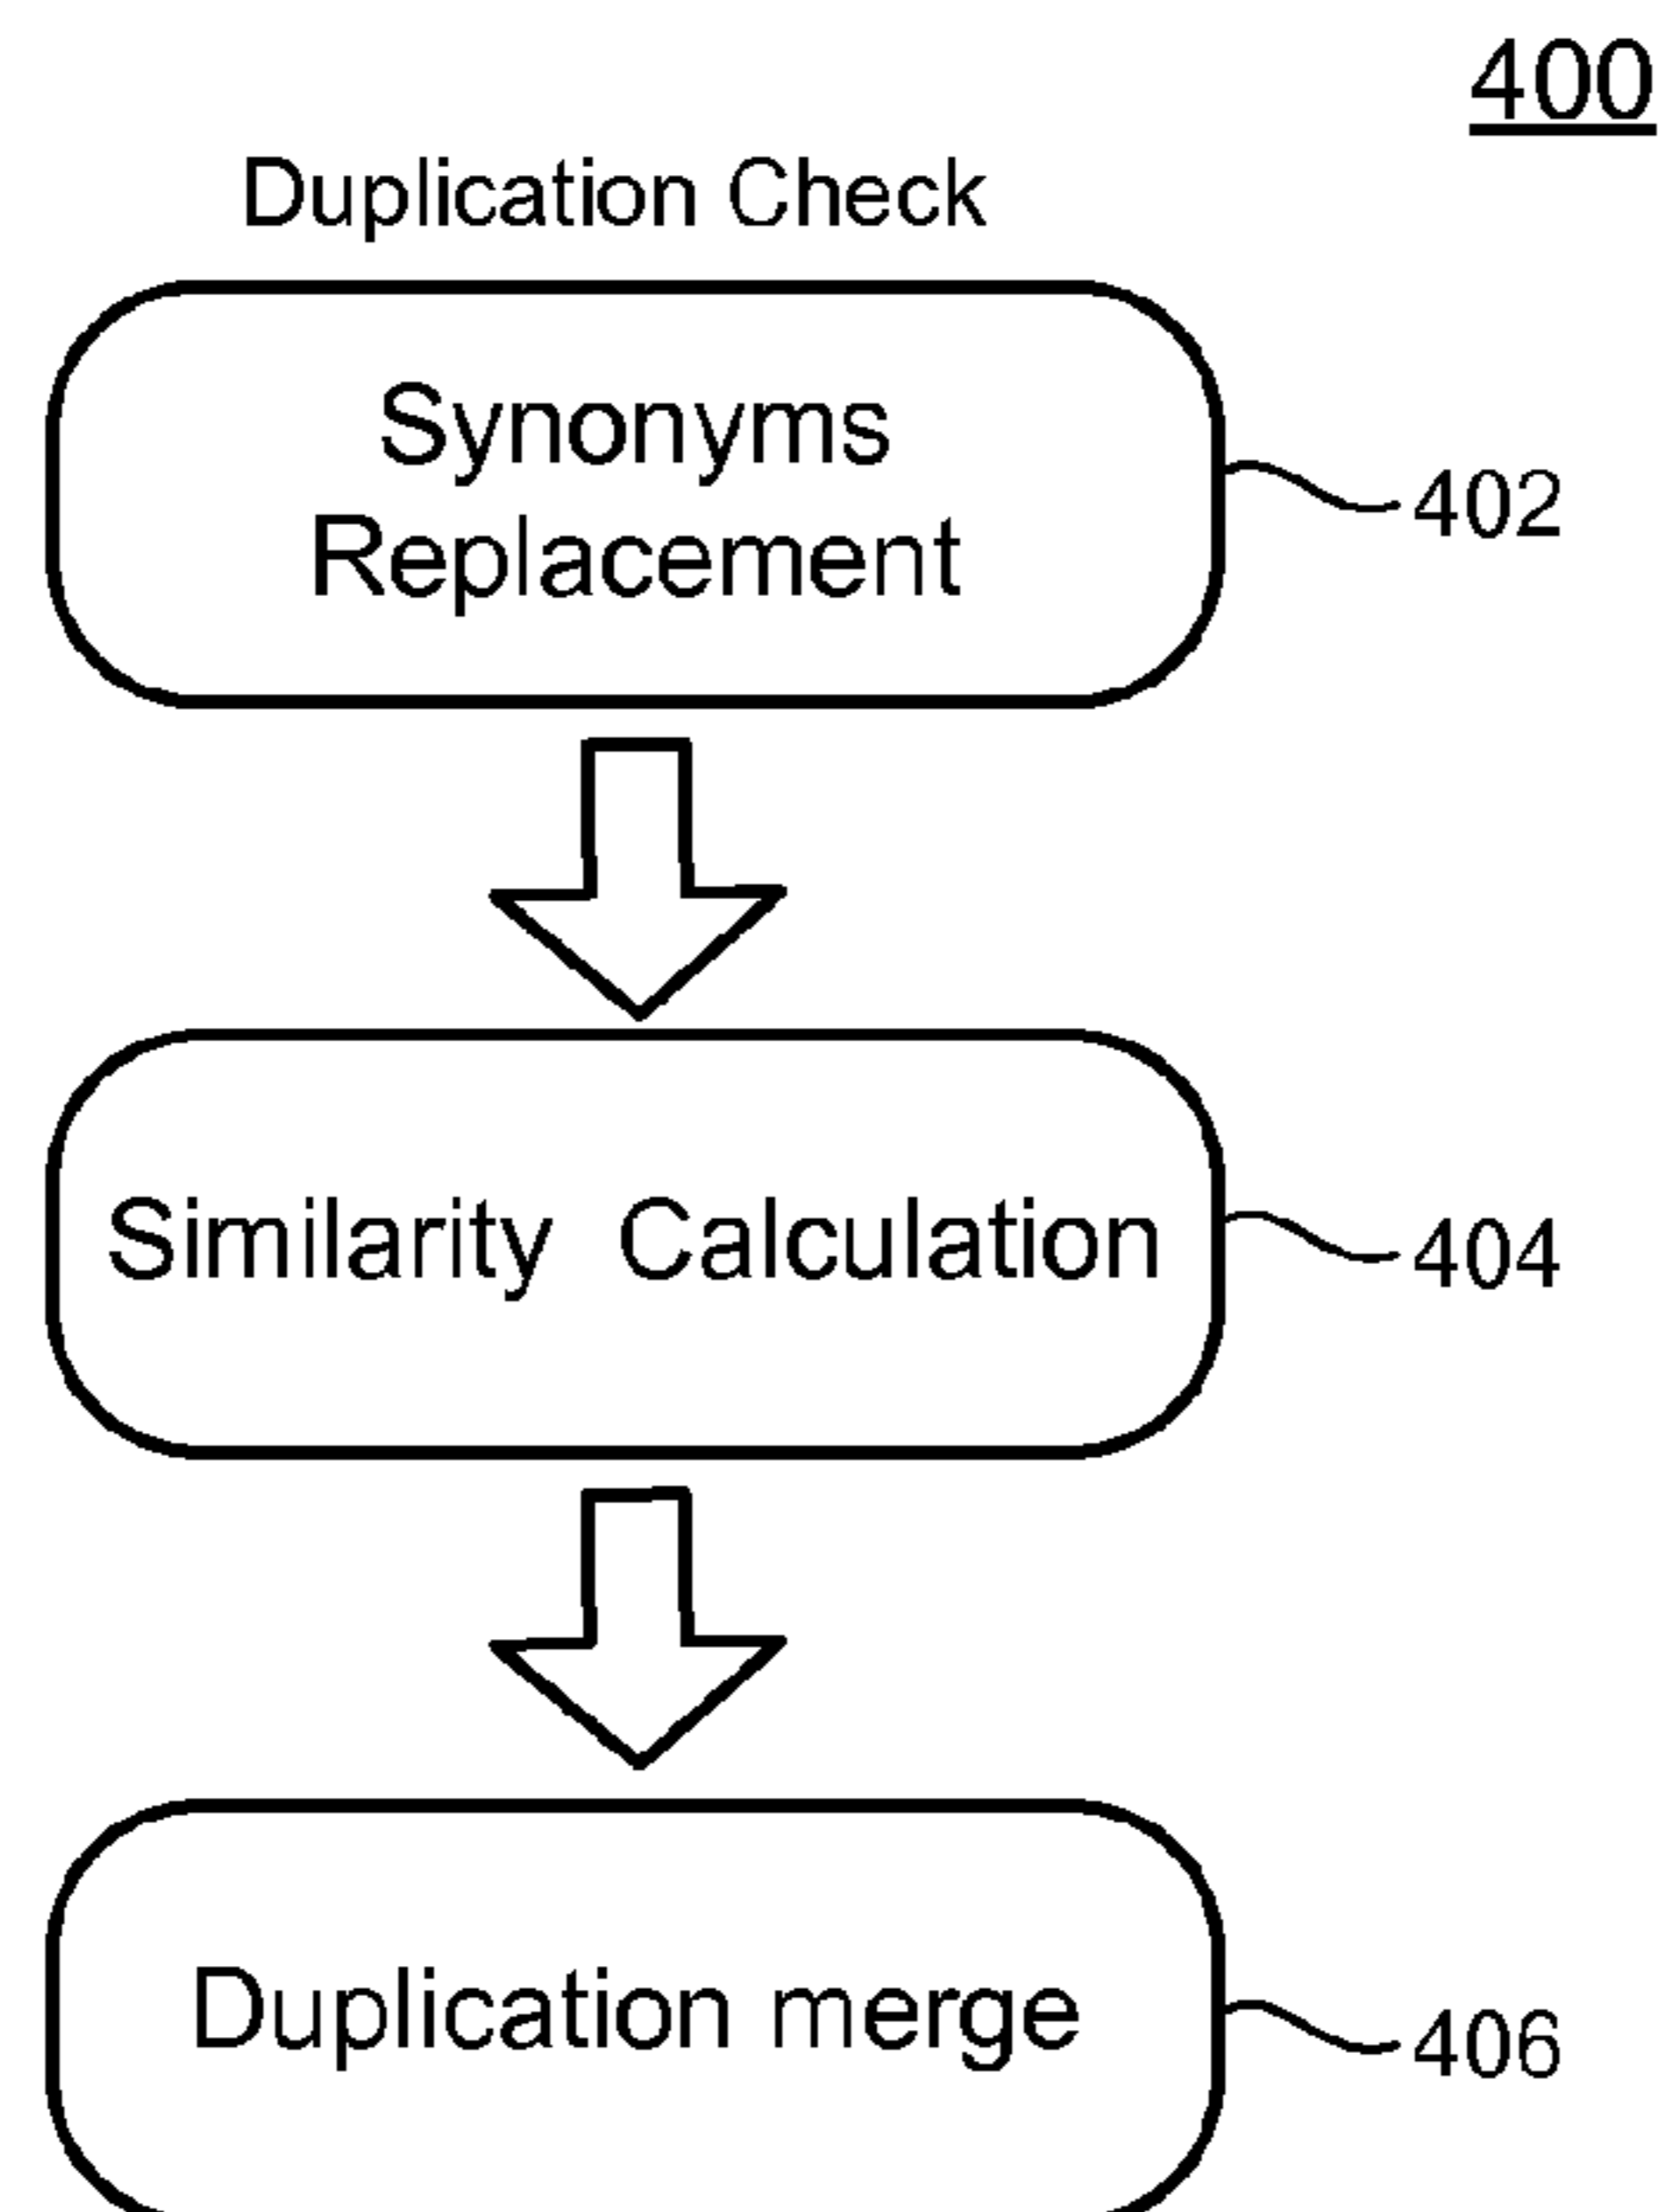 400
Duplication Check
Synonyms
Replacement
402
Similarity Calculation
404
Duplication merge
406